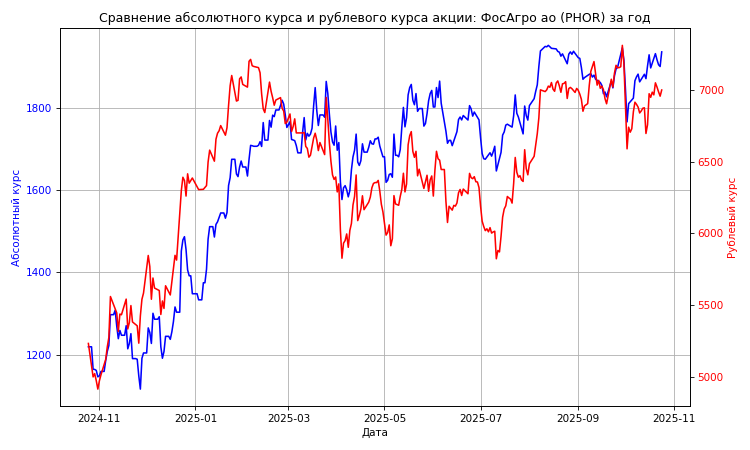 Сравнение абсолютного курса и рублевого курса акции: ФосАгро ао (PHOR) за год
Абсолютный курс
1800
1600
1400
1200
Рублевый курс
7000
6500
6000
5500
5000
2024-11 2025-01 2025-03 2025-05 2025-07 2025-09 2025-11
Дата